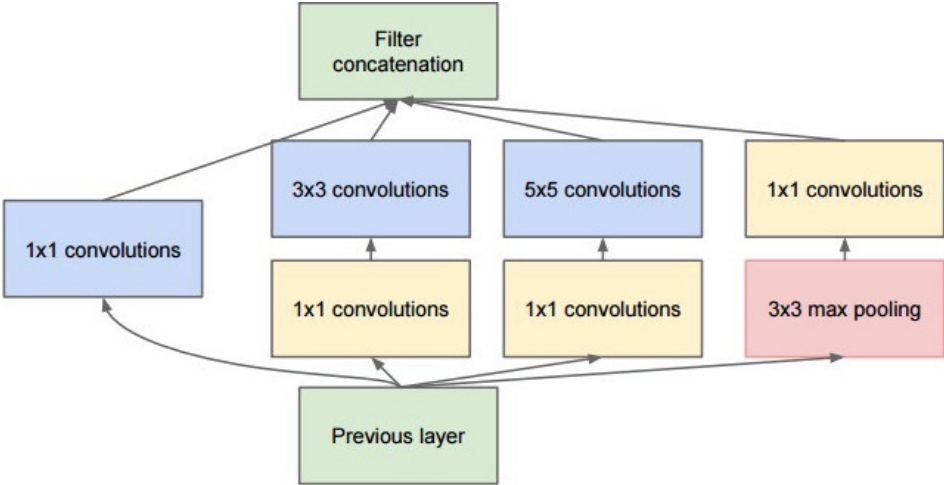 Filter
concatenation
3x3 convolutions
5x5 convolutions
1x1 convolutions
1x1 convolutions
1x1 convolutions
1x1 convolutions
3x3 max pooling
Previous layer